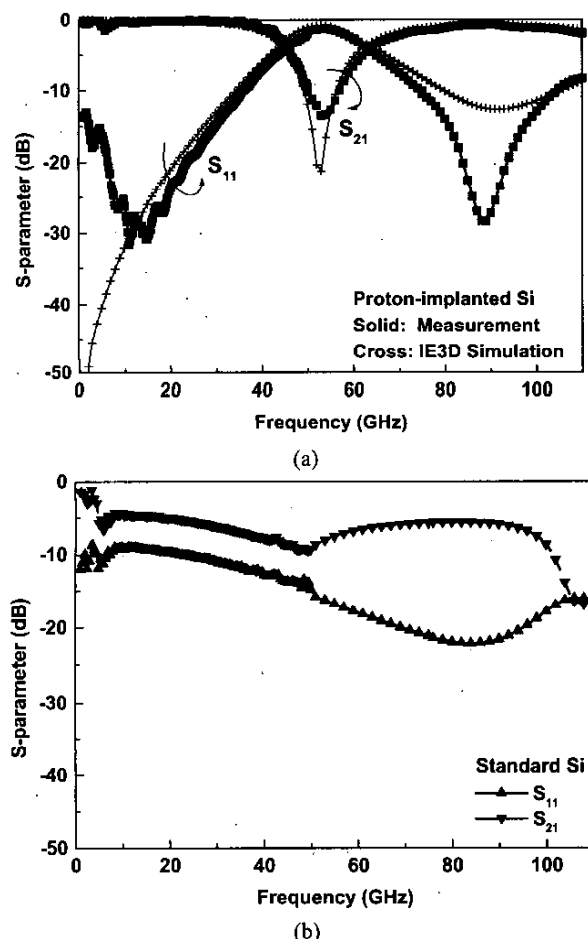 0
-10
-20
-30
-40
-50
S-parameter (dB)
S21
S11
Proton-implanted Si
Solid: Measurement
Cross: IE3D Simulation
0 20 40 60 80 100
Frequency (GHz)
(a)
0
-10
-20
-30
-40
-50
S-parameter (dB)
Standard Si
S11
S21
0 20 40 60 80 100
Frequency (GHz)
(b)